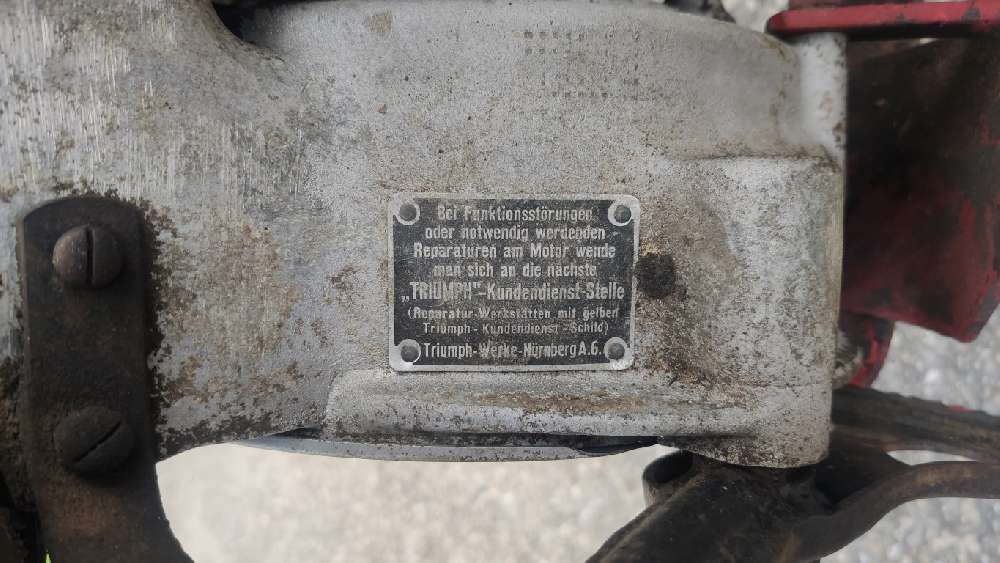 Bei Funktionsstörungen
oder notwendig werdenden
Reparaturen am Motor wende
man sich an die nächste
„TRIUMPH"-Kundendienst-Stelle
(Reparatur-Werkstätten mit gelbem
Triumph-Kundendienst-Schild)
Triumph-Werke-Nürnberg A.G.